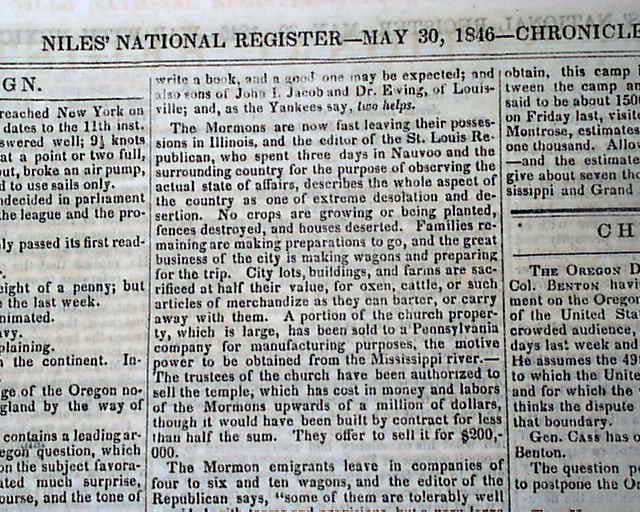 NILES' NATIONAL REGISTER—MAY 30, 1846—CHRONICLE
GN.
reached New York on
dates to the 11th inst.
swered well; 9½ knots
at a point or two full,
out, broke an air pump,
d to use sails only.
ndecided in parliament
the league and the pro-
ly passed its first read-
eight of a penny; but
e the last week.
nimated.
avy.
plaining.
the continent. In-
ge of the Oregon no-
gland by the way of
contains a leading ar-
egon question, which
on the subject favora-
ated much surprise,
ourse, and the tone of
write a book, and a good one may be expected; and
also sons of John I. Jacob and Dr. Ewing, of Louis-
ville; and, as the Yankees say, two helps.
The Mormons are now fast leaving their posses-
sions in Illinois, and the editor of the St. Louis Re-
publican, who spent three days in Nauvoo and the
surrounding country for the purpose of observing the
actual state of affairs, describes the whole aspect of
the country as one of extreme desolation and de-
sertion. No crops are growing or being planted,
fences destroyed, and houses deserted. Families re-
maining are making preparations to go, and the great
business of the city is making wagons and preparing
for the trip. City lots, buildings, and farms are sac-
rificed at half their value, for oxen, cattle, or such
articles of merchandize as they can barter, or carry
away with them. A portion of the church proper-
ty, which is large, has been sold to a Pennsylvania
company for manufacturing purposes, the motive
power to be obtained from the Mississippi river.—
The trustees of the church have been authorized to
sell the temple, which has cost in money and labors
of the Mormons upwards of a million of dollars,
though it would have been built by contract for less
than half the sum. They offer to sell it for $200,-
000.
The Mormon emigrants leave in companies of
four to six and ten wagons, and the editor of the
Republican says, "some of them are tolerably well
obtain, this camp i
tween the camp an
said to be about 150
on Friday last, visite
Montrose, estimates
one thousand. Allow
—and the estimate
give about seven tho
sissippi and Grand
CH
THE OREGON D
Col. BENTON havin
ment on the Oregon
of the United Stat
crowded audience,
days last week and
He assumes the 49t
to which the Unite
and for which the
thinks the dispute
that boundary.
Gen. CASS has o
Benton.
The question p
to postpone the Or